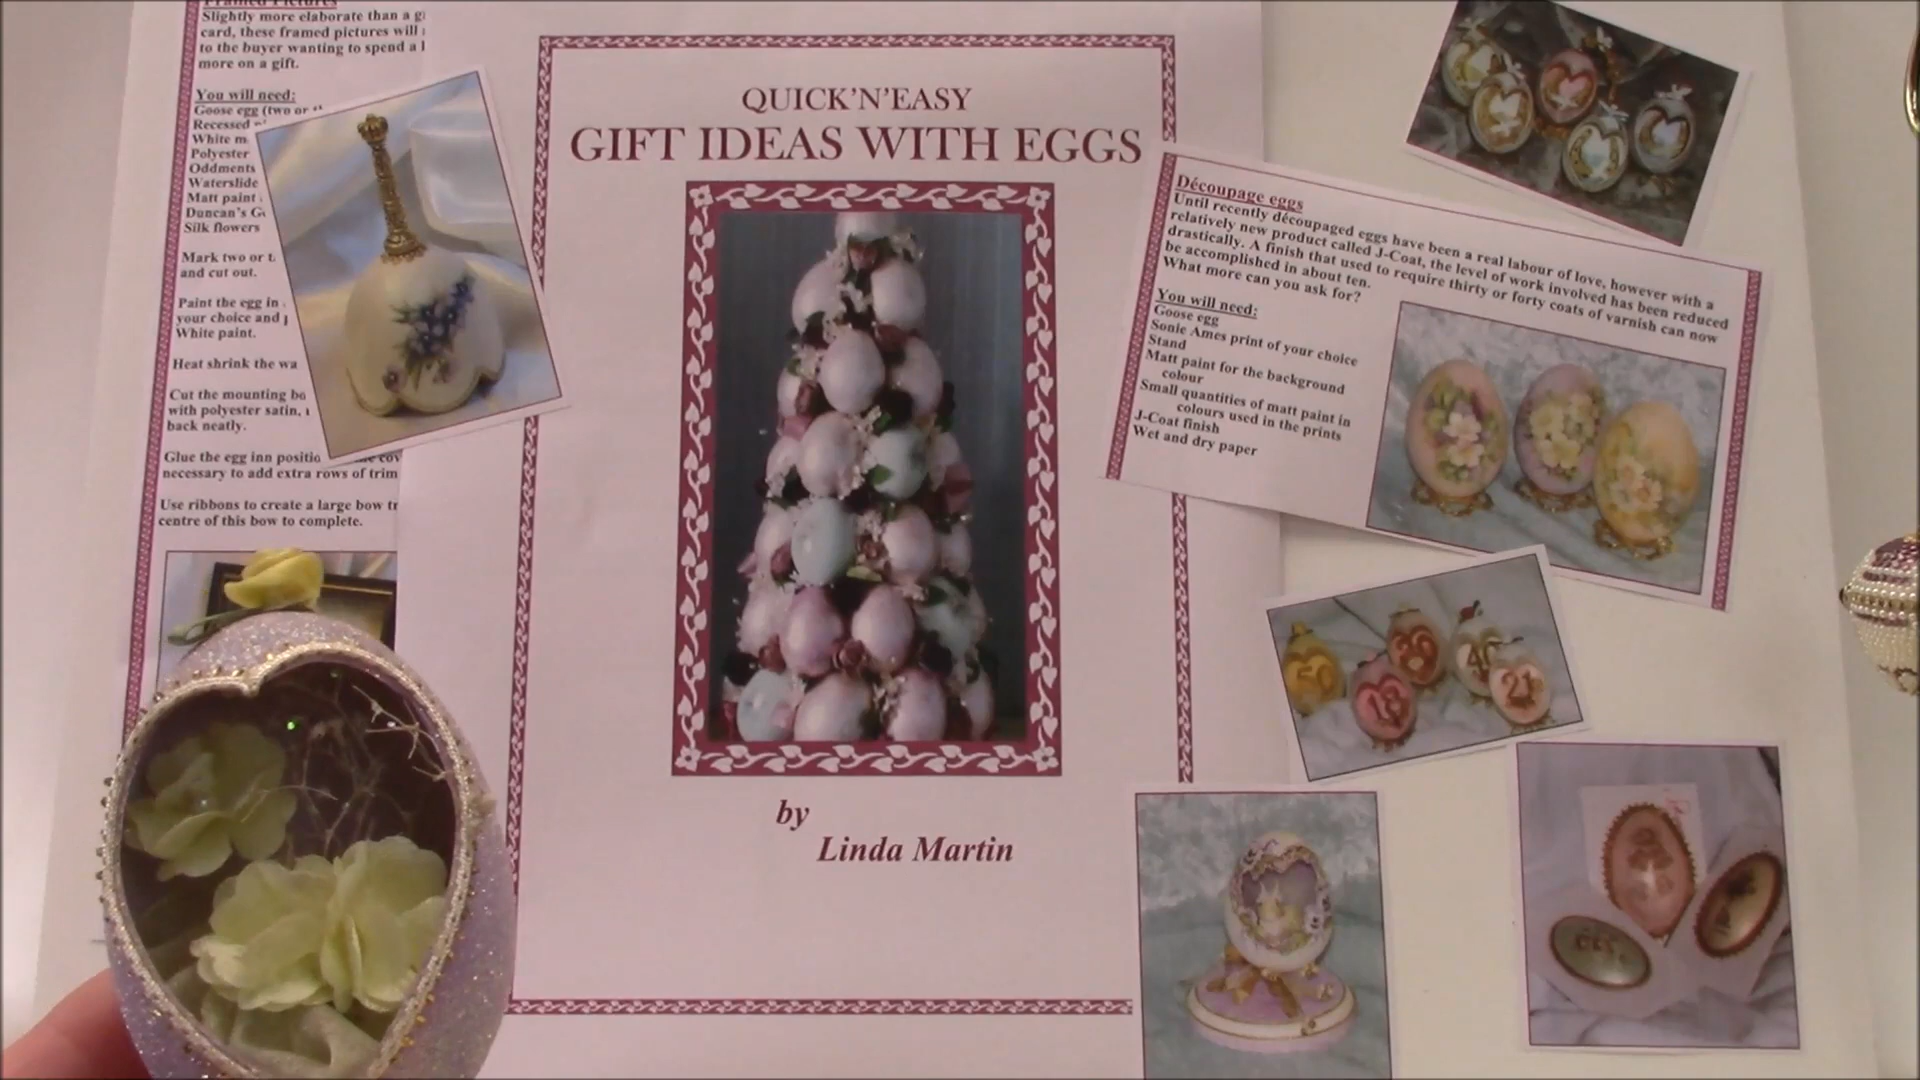 Framed Pictures
Slightly more elaborate than a
card, these framed pictures will
to the buyer wanting to spend a
more on a gift.
You will need:
Goose egg (two or
Recessed
White
Polyester
Oddments
Waterslide
Matt paint
Duncan's
Silk flowers
Mark two or
and cut out.
Paint the egg in
your choice and
White paint.
Heat shrink the wa
Cut the mounting bo
with polyester satin,
back neatly.
Glue the egg inn positio
necessary to add extra rows of trim
Use ribbons to create a large bow
centre of this bow to complete.
QUICK'N'EASY
GIFT IDEAS WITH EGGS
by
Linda Martin
Découpage eggs
Until recently découpaged eggs have been a real labour of love, however with a
relatively new product called J-Coat, the level of work involved has been reduced
drastically. A finish that used to require thirty or forty coats of varnish can now
be accomplished in about ten.
What more can you ask for?
You will need:
Goose egg
Sonie Ames print of your choice
Stand
Matt paint for the background
colour
Small quantities of matt paint in
colours used in the prints
J-Coat finish
Wet and dry paper
18
21